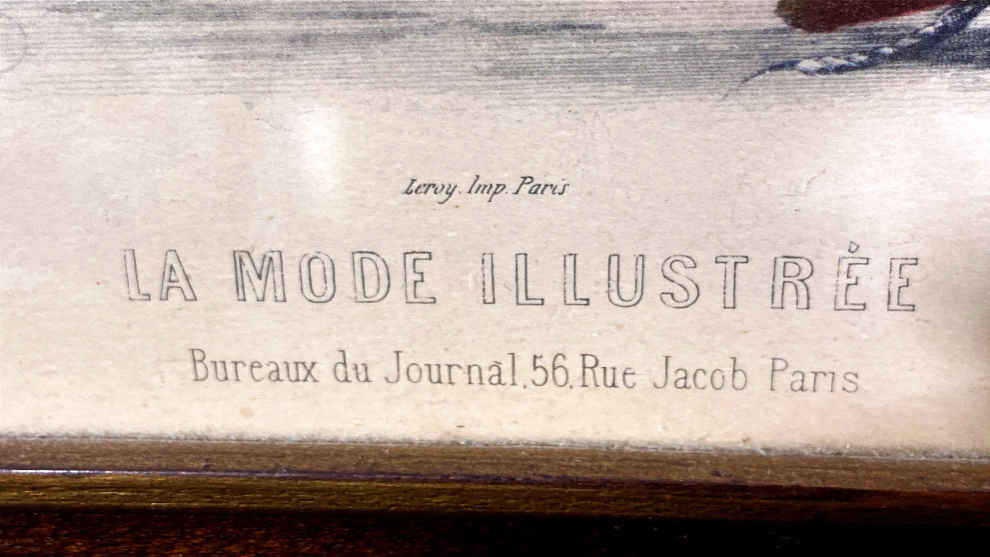 Leroy. Imp. Paris
LA MODE ILLUSTRÉE
Bureaux du Journal, 56, Rue Jacob Paris